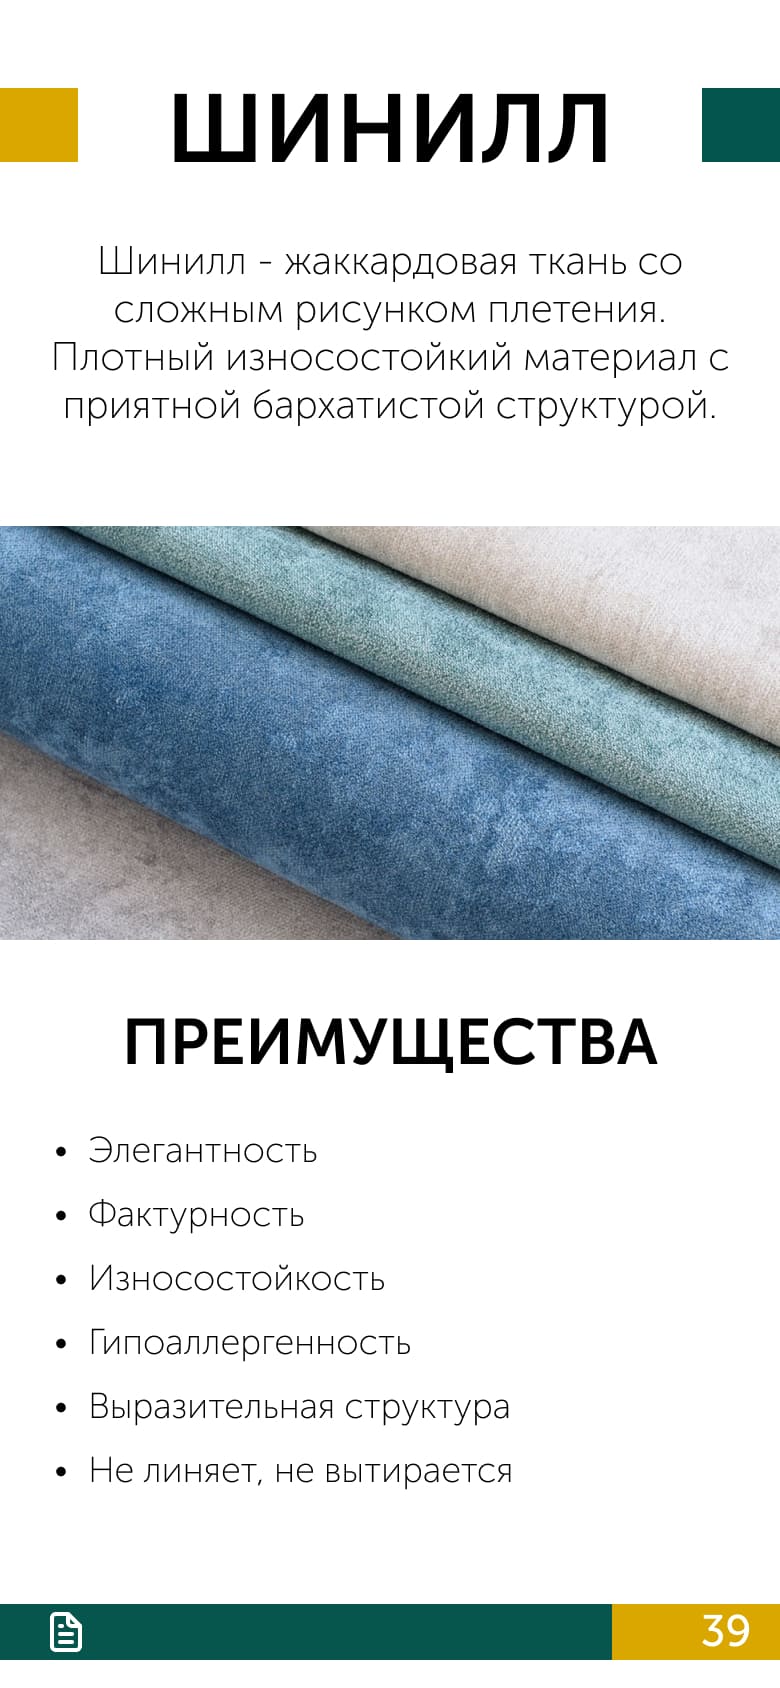 ШИНИЛЛ
Шинилл - жаккардовая ткань со
сложным рисунком плетения.
Плотный износостойкий материал с
приятной бархатистой структурой.
ПРЕИМУЩЕСТВА
• Элегантность
• Фактурность
• Износостойкость
• Гипоаллергенность
• Выразительная структура
• Не линяет, не вытирается
39